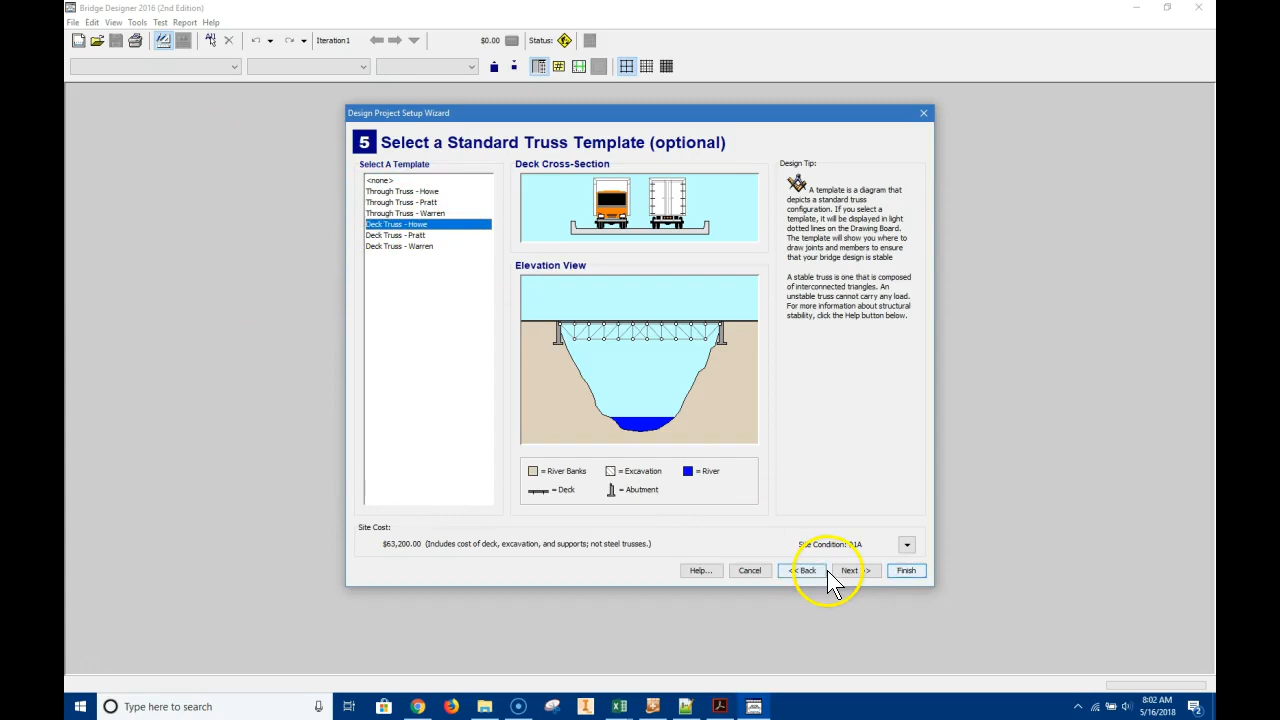 Bridge Designer 2016 (2nd Edition)
File Edit View Tools Test Report Help
Iteration1 $0.00 Status:
Design Project Setup Wizard
5 Select a Standard Truss Template (optional)
Select A Template
<none>
Through Truss - Howe
Through Truss - Pratt
Through Truss - Warren
Deck Truss - Howe
Deck Truss - Pratt
Deck Truss - Warren
Deck Cross-Section
Elevation View
= River Banks = Excavation = River
= Deck = Abutment
Design Tip:
A template is a diagram that
depicts a standard truss
configuration. If you select a
template, it will be displayed in light
dotted lines on the Drawing Board.
The template will show you where to
draw joints and members to ensure
that your bridge design is stable
A stable truss is one that is composed
of interconnected triangles. An
unstable truss cannot carry any load.
For more information about structural
stability, click the Help button below.
Site Cost:
$63,200.00 (Includes cost of deck, excavation, and supports; not steel trusses.)
Site Condition: 01A
Help... Cancel << Back Next >> Finish
Type here to search
8:02 AM
5/16/2018
2